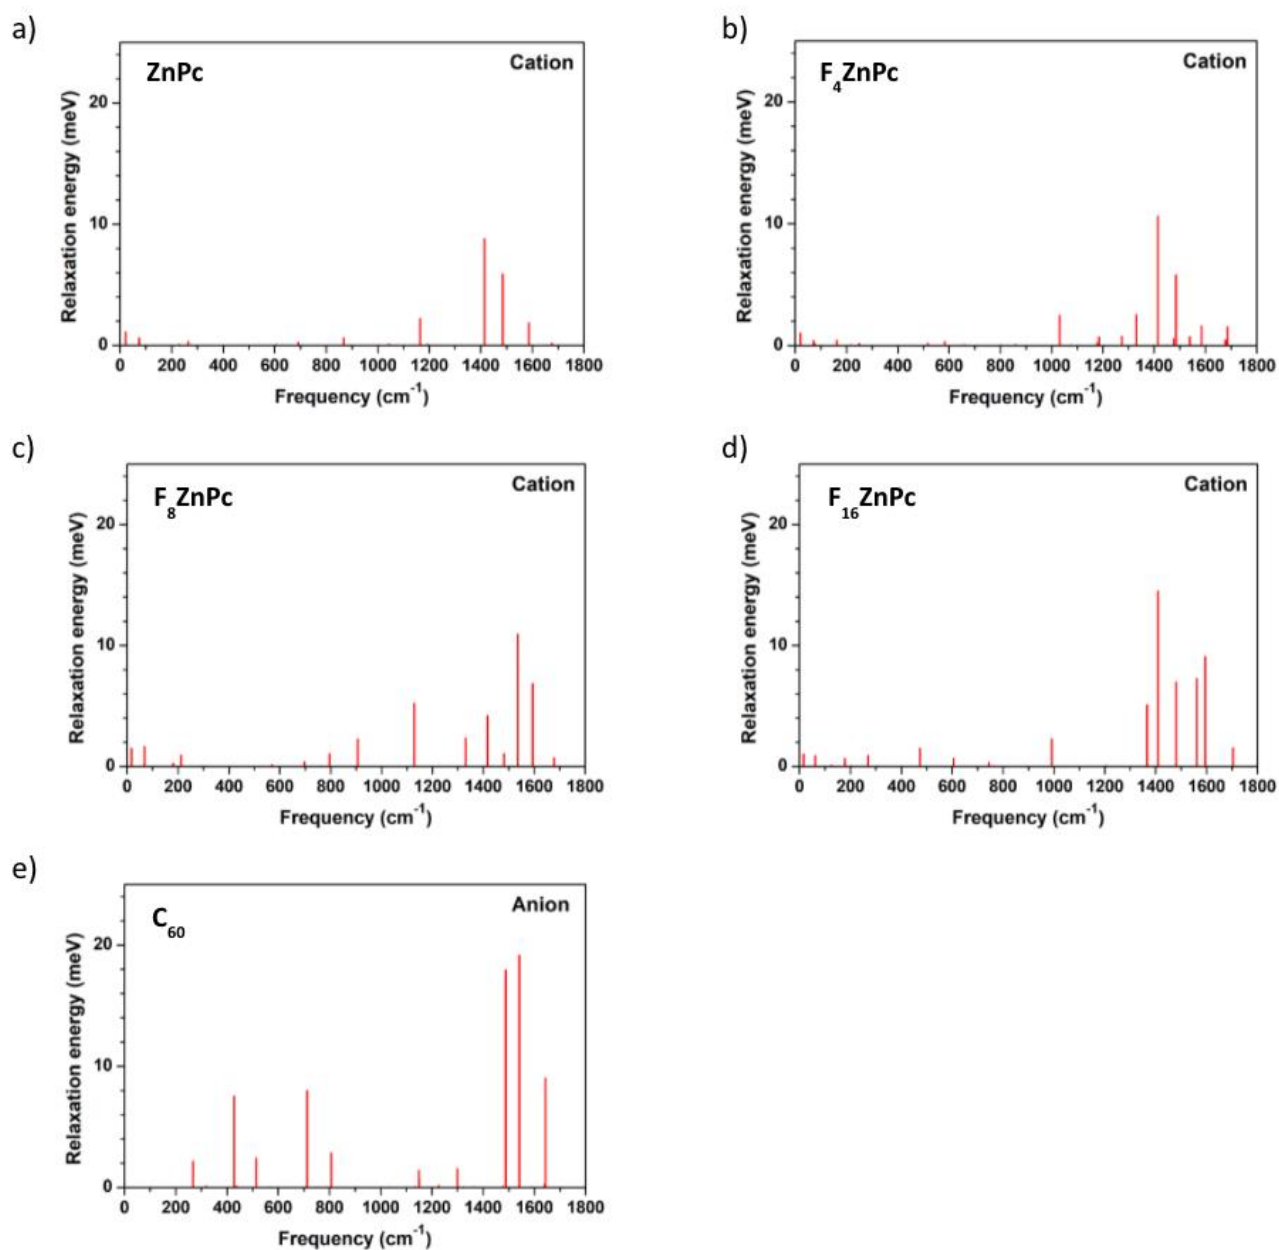 a)
ZnPc
Cation
Relaxation energy (meV)
20
10
0
0 200 400 600 800 1000 1200 1400 1600 1800
Frequency (cm⁻¹)
b)
F₄ZnPc
Cation
Relaxation energy (meV)
20
10
0
0 200 400 600 800 1000 1200 1400 1600 1800
Frequency (cm⁻¹)
c)
F₈ZnPc
Cation
Relaxation energy (meV)
20
10
0
0 200 400 600 800 1000 1200 1400 1600 1800
Frequency (cm⁻¹)
d)
F₁₆ZnPc
Cation
Relaxation energy (meV)
20
10
0
0 200 400 600 800 1000 1200 1400 1600 1800
Frequency (cm⁻¹)
e)
C₆₀
Anion
Relaxation energy (meV)
20
10
0
0 200 400 600 800 1000 1200 1400 1600 1800
Frequency (cm⁻¹)